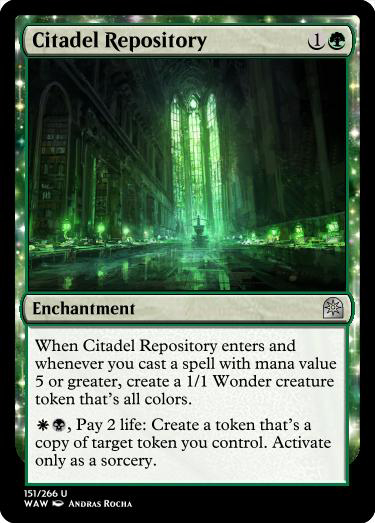 Citadel Repository 1
Enchantment
When Citadel Repository enters and
whenever you cast a spell with mana value
5 or greater, create a 1/1 Wonder creature
token that's all colors.
, Pay 2 life: Create a token that's a
copy of target token you control. Activate
only as a sorcery.
151/266 U
WAW Andras Rocha